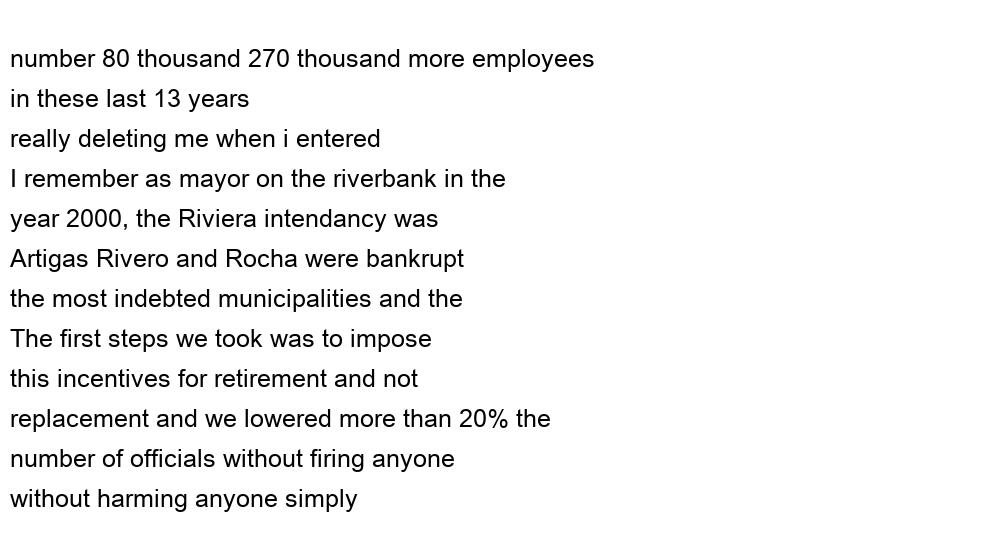 number 80 thousand 270 thousand more employees
in these last 13 years
really deleting me when i entered
I remember as mayor on the riverbank in the
year 2000, the Riviera intendancy was
Artigas Rivero and Rocha were bankrupt
the most indebted municipalities and the
The first steps we took was to impose
this incentives for retirement and not
replacement and we lowered more than 20% the
number of officials without firing anyone
without harming anyone simply